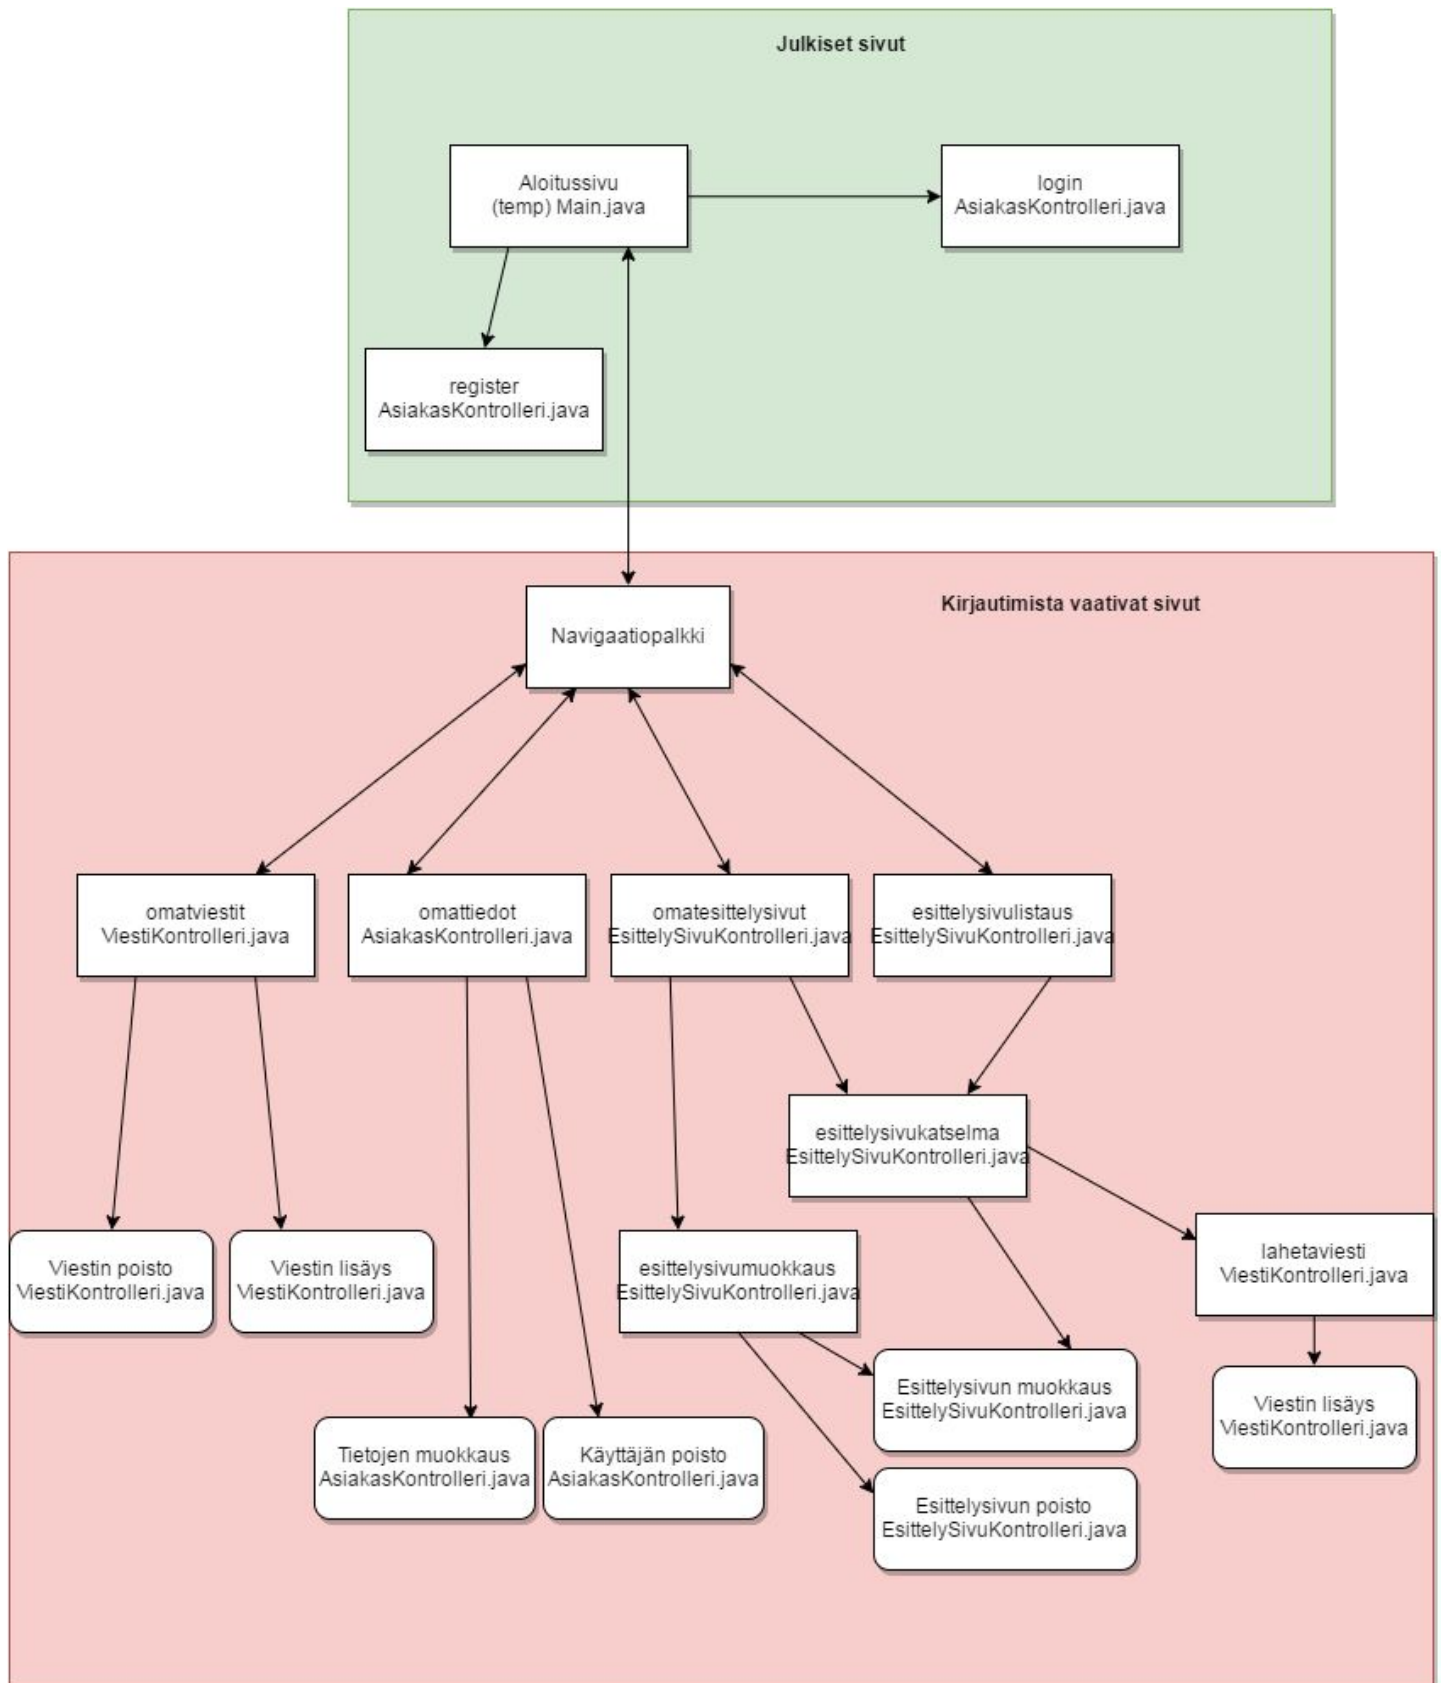 Julkiset sivut
Aloitussivu
(temp) Main.java
login
AsiakasKontrolleri.java
register
AsiakasKontrolleri.java
Kirjautimista vaativat sivut
Navigaatiopalkki
omatviestit
ViestiKontrolleri.java
omattiedot
AsiakasKontrolleri.java
omatesittelysivut
EsittelySivuKontrolleri.java
esittelysivulistaus
EsittelySivuKontrolleri.java
esittelysivukatselma
EsittelySivuKontrolleri.java
Viestin poisto
ViestiKontrolleri.java
Viestin lisäys
ViestiKontrolleri.java
esittelysivumuokkaus
EsittelySivuKontrolleri.java
lahetaviesti
ViestiKontrolleri.java
Esittelysivun muokkaus
EsittelySivuKontrolleri.java
Viestin lisäys
ViestiKontrolleri.java
Tietojen muokkaus
AsiakasKontrolleri.java
Käyttäjän poisto
AsiakasKontrolleri.java
Esittelysivun poisto
EsittelySivuKontrolleri.java